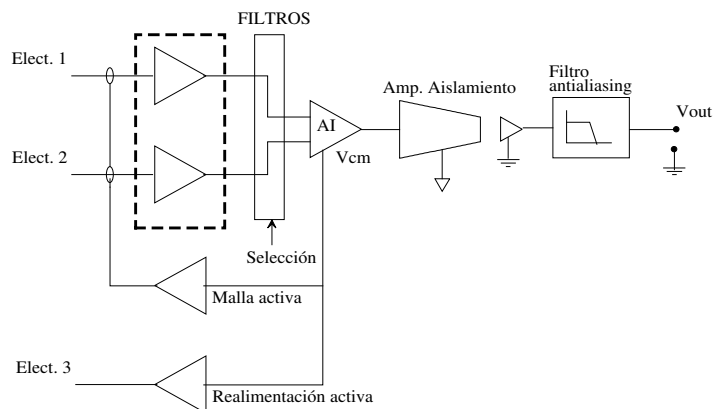 FILTROS
Elect. 1
Elect. 2
AI
Vcm
Amp. Aislamiento
Filtro
antialiasing
Vout
Selección
Malla activa
Elect. 3
Realimentación activa